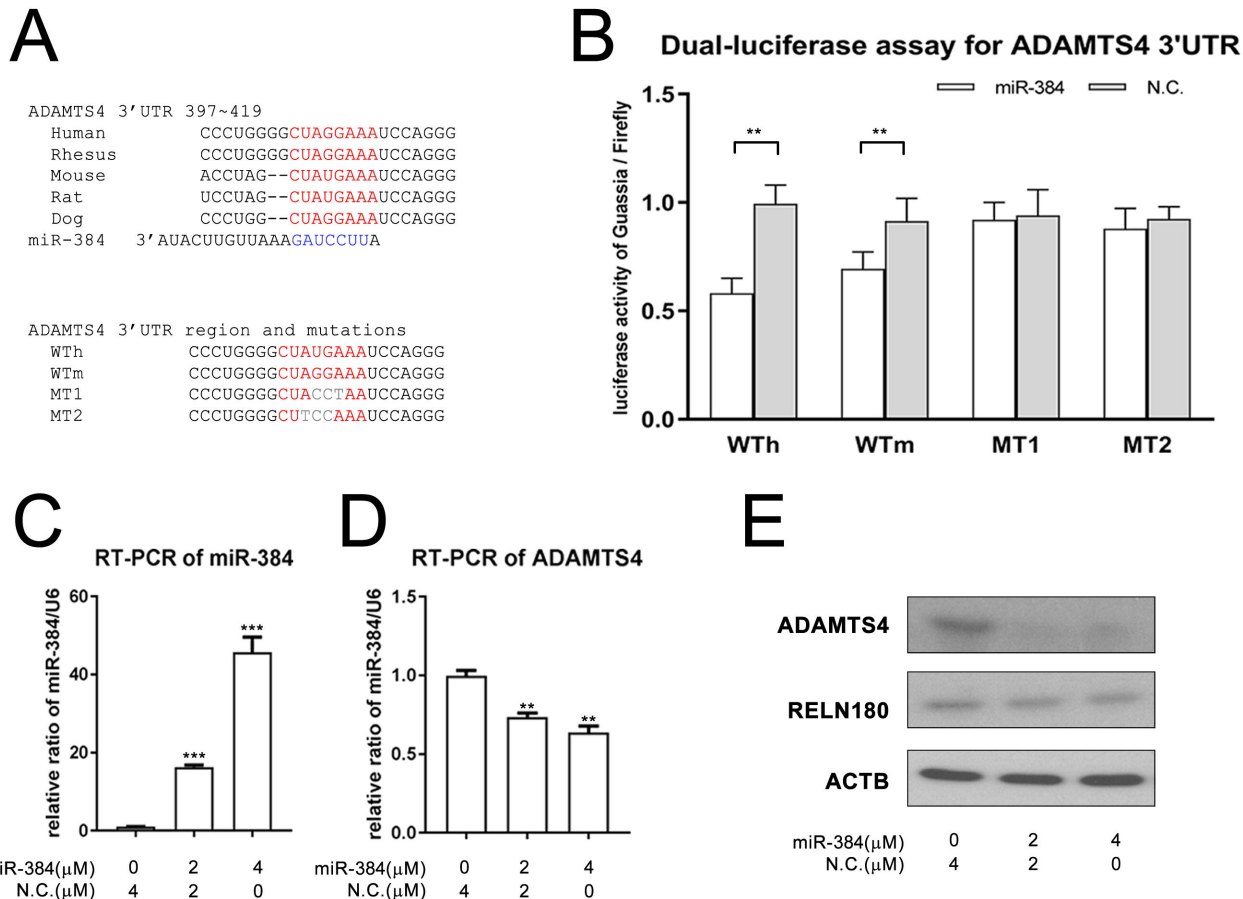 A
ADAMTS4 3’UTR 397~419
Human CCCUGGGGCUAGGAAAUCCAGGG
Rhesus CCCUGGGGCUAGGAAAUCCAGGG
Mouse ACCUAG--CUAUGAAAUCCAGGG
Rat UCCUAG--CUAUGAAAUCCAGGG
Dog CCCUGG--CUAGGAAAUCCAGGG
miR-384 3’AUACUUGUUAAAGAUCCUUA
ADAMTS4 3’UTR region and mutations
WTh CCCUGGGGCUAUGAAAUCCAGGG
WTm CCCUGGGGCUAGGAAAUCCAGGG
MT1 CCCUGGGGCUACCTAAUCCAGGG
MT2 CCCUGGGGCUTCCAAAUCCAGGG
B
Dual-luciferase assay for ADAMTS4 3'UTR
miR-384 N.C.
luciferase activity of Guassia / Firefly
1.5
1.0
0.5
0.0
** **
WTh WTm MT1 MT2
C
RT-PCR of miR-384
relative ratio of miR-384/U6
60
40
20
0
*** ***
iR-384(μM) 0 2 4
N.C.(μM) 4 2 0
D
RT-PCR of ADAMTS4
relative ratio of miR-384/U6
1.5
1.0
0.5
0.0
** **
miR-384(μM) 0 2 4
N.C.(μM) 4 2 0
E
ADAMTS4
RELN180
ACTB
miR-384(μM) 0 2 4
N.C.(μM) 4 2 0